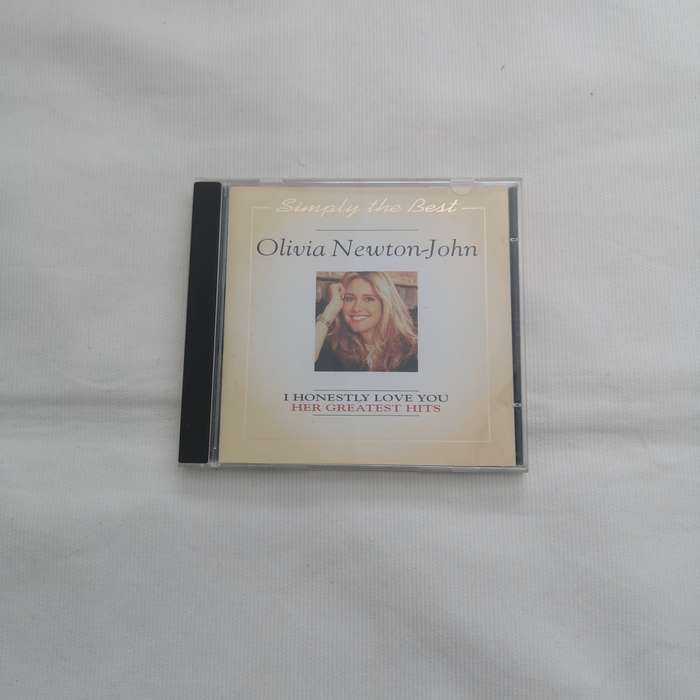 Simply the Best
Olivia Newton-John
I HONESTLY LOVE YOU
HER GREATEST HITS